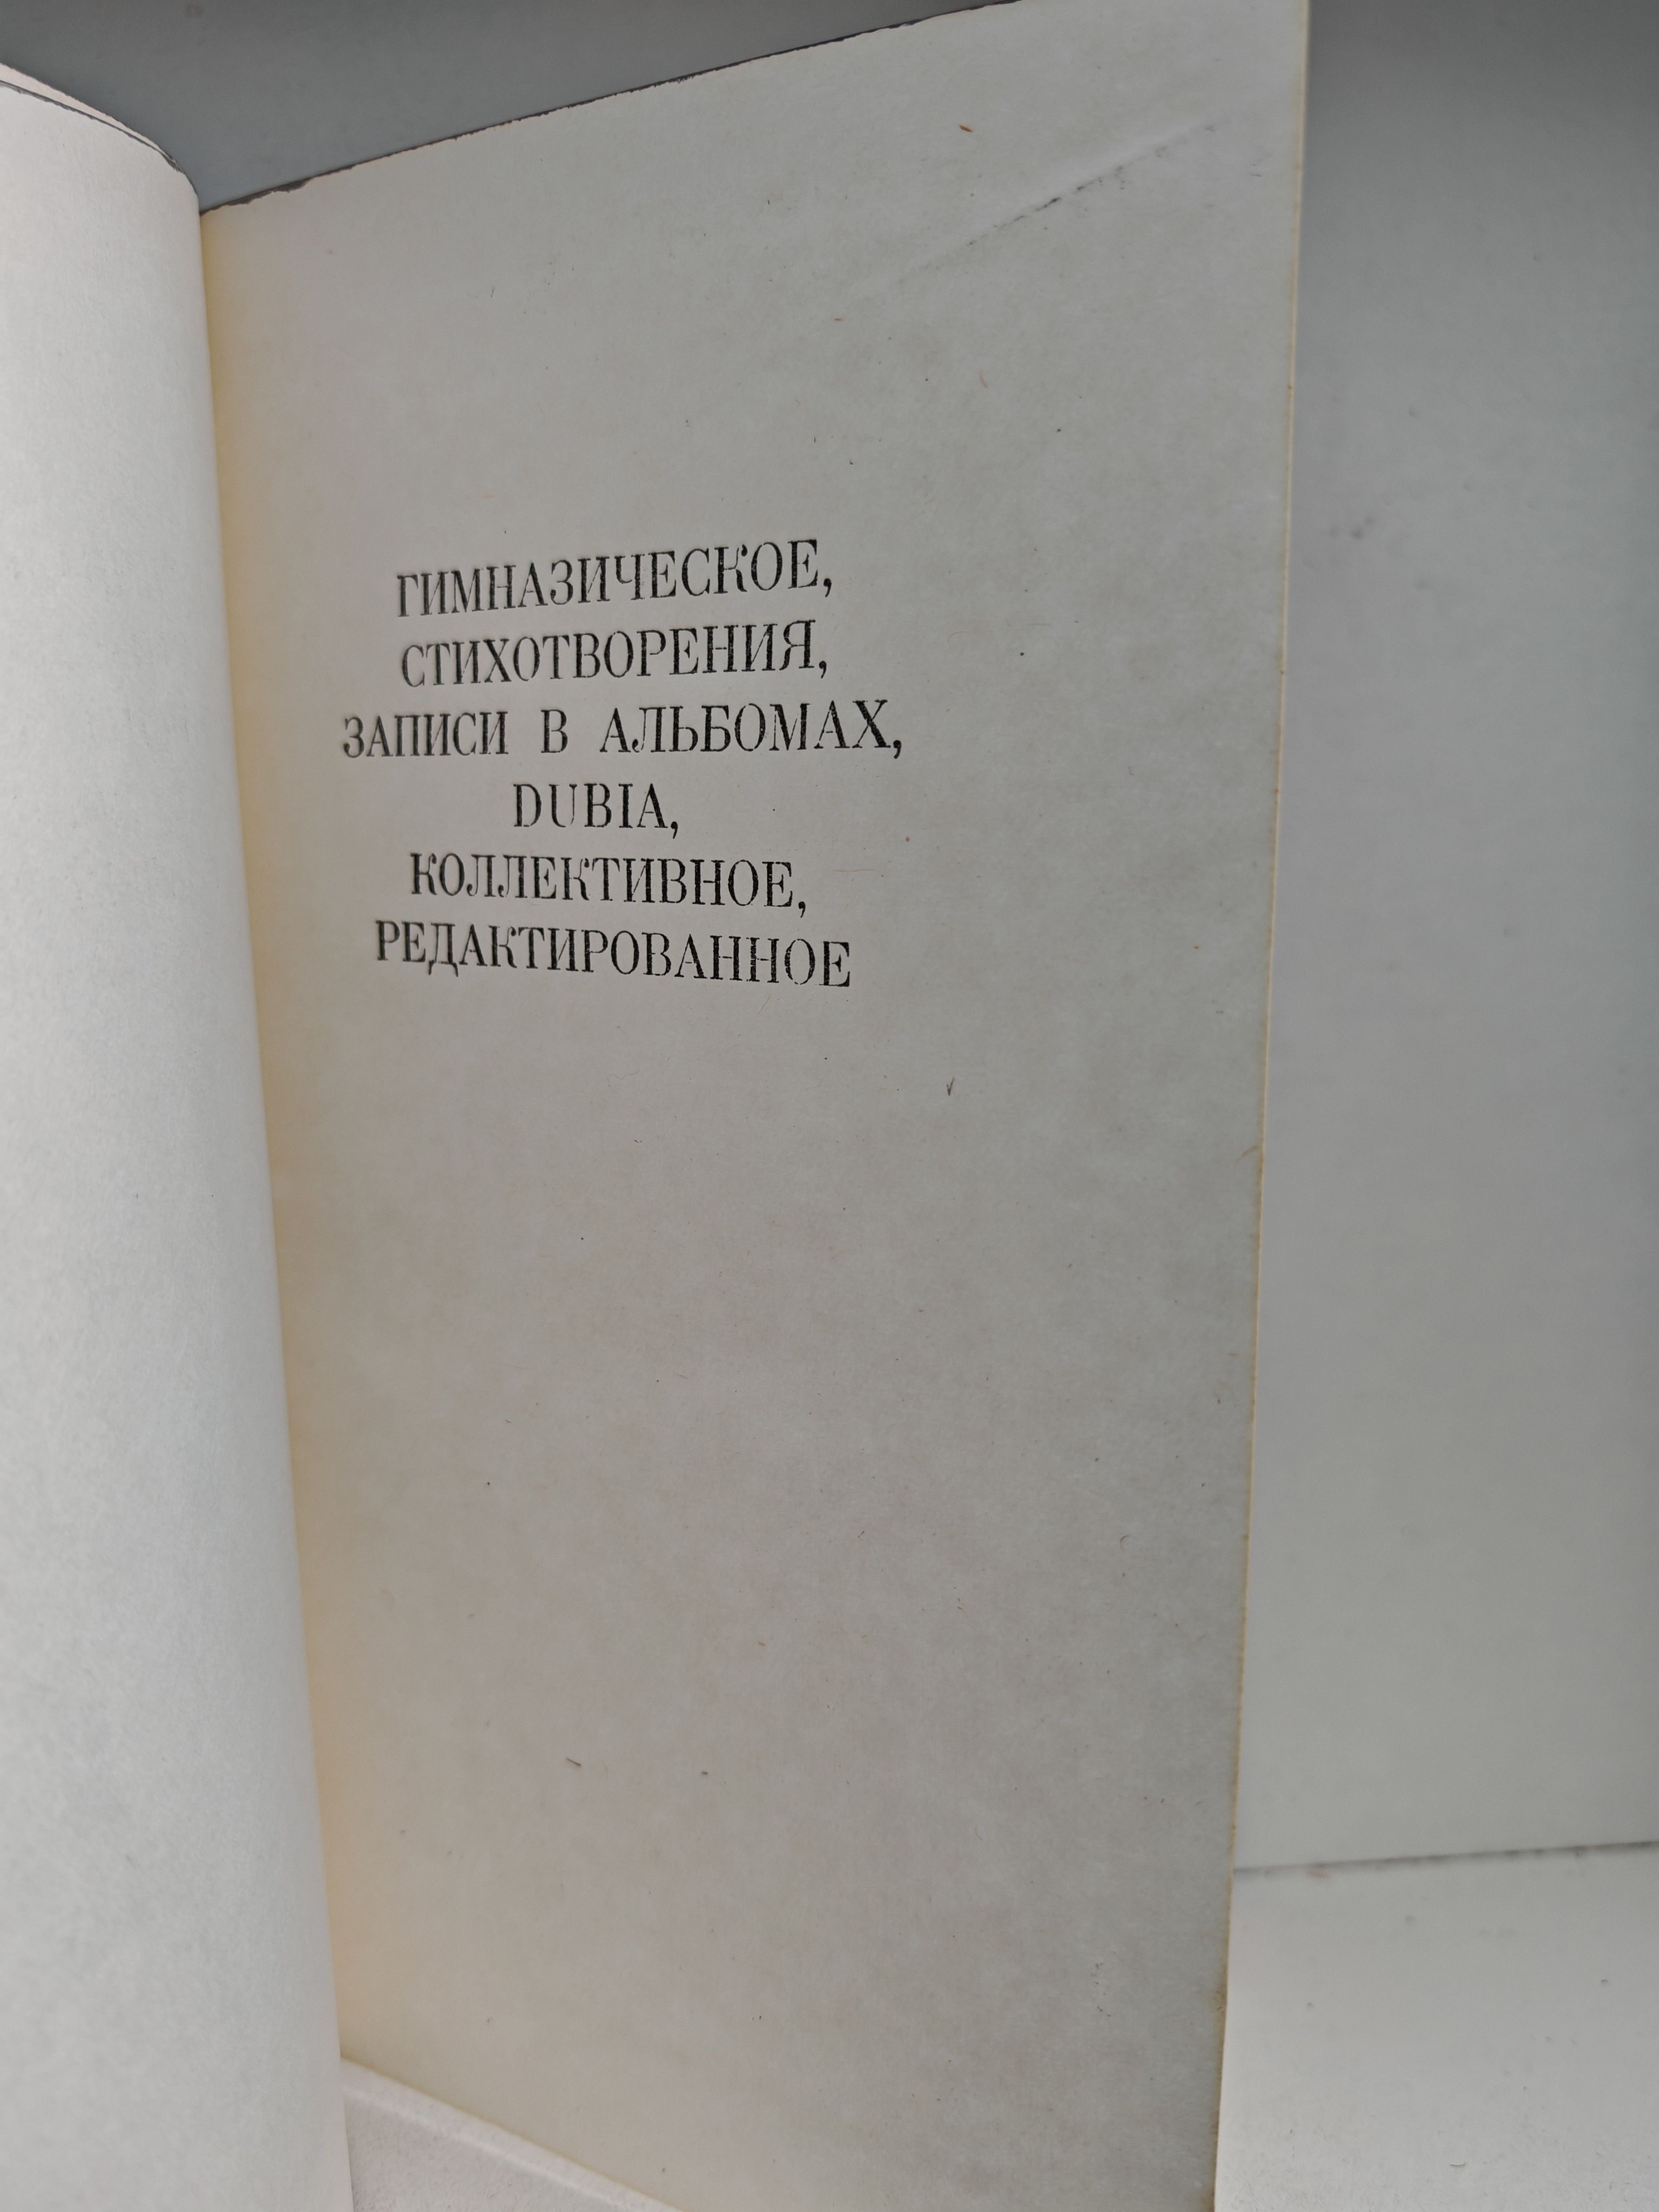 ГИМНАЗИЧЕСКОЕ,
СТИХОТВОРЕНИЯ,
ЗАПИСИ В АЛЬБОМАХ,
DUBIA,
КОЛЛЕКТИВНОЕ,
РЕДАКТИРОВАННОЕ